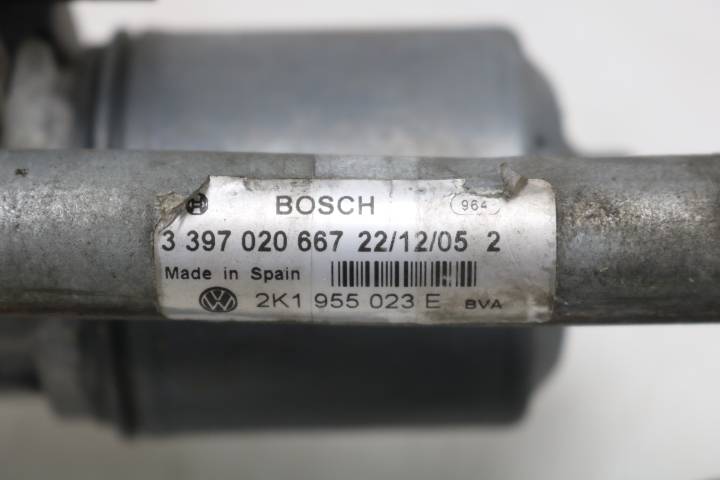 BOSCH 964
3 397 020 667 22/12/05 2
Made in Spain
2K1 955 023 E BVA